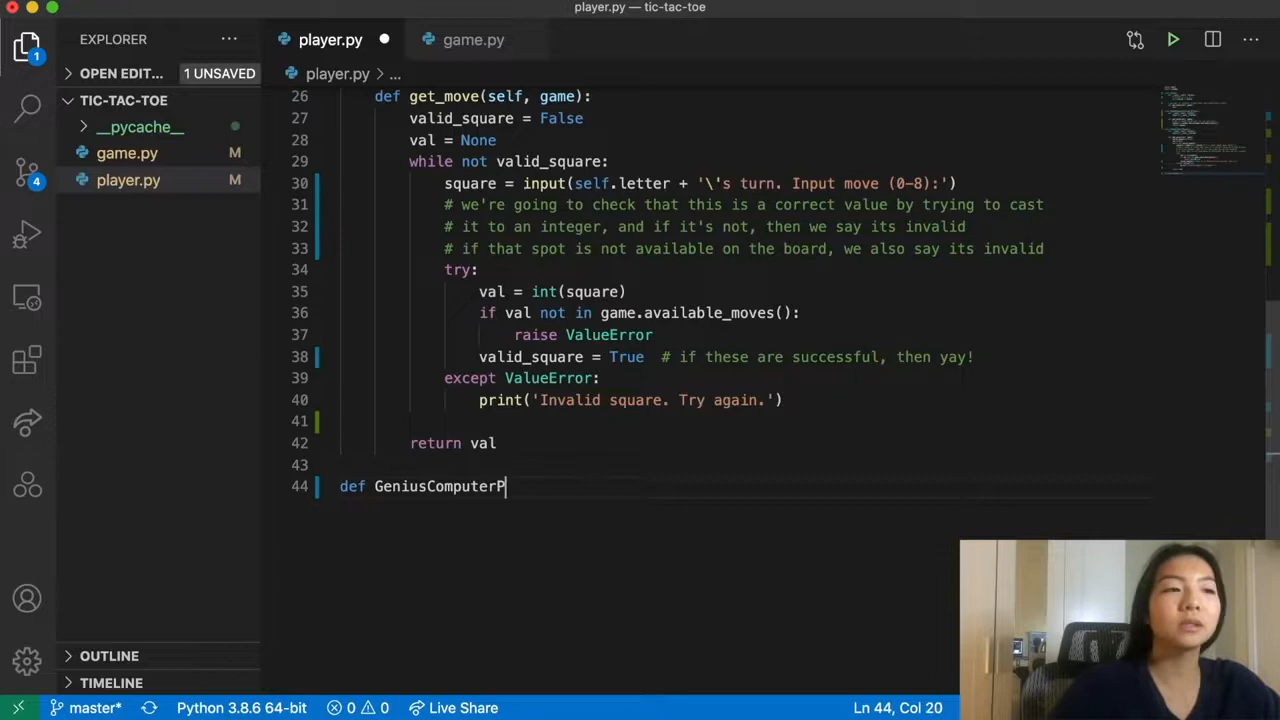 player.py — tic-tac-toe
EXPLORER
player.py
game.py
OPEN EDIT... 1 UNSAVED
player.py > ...
TIC-TAC-TOE
__pycache__
game.py M
player.py M
1
4
26 def get_move(self, game):
27 valid_square = False
28 val = None
29 while not valid_square:
30 square = input(self.letter + '\'s turn. Input move (0-8):')
31 # we're going to check that this is a correct value by trying to cast
32 # it to an integer, and if it's not, then we say its invalid
33 # if that spot is not available on the board, we also say its invalid
34 try:
35 val = int(square)
36 if val not in game.available_moves():
37 raise ValueError
38 valid_square = True # if these are successful, then yay!
39 except ValueError:
40 print('Invalid square. Try again.')
41
42 return val
43
44 def GeniusComputerP
OUTLINE
TIMELINE
master* Python 3.8.6 64-bit 0 0 Live Share Ln 44, Col 20